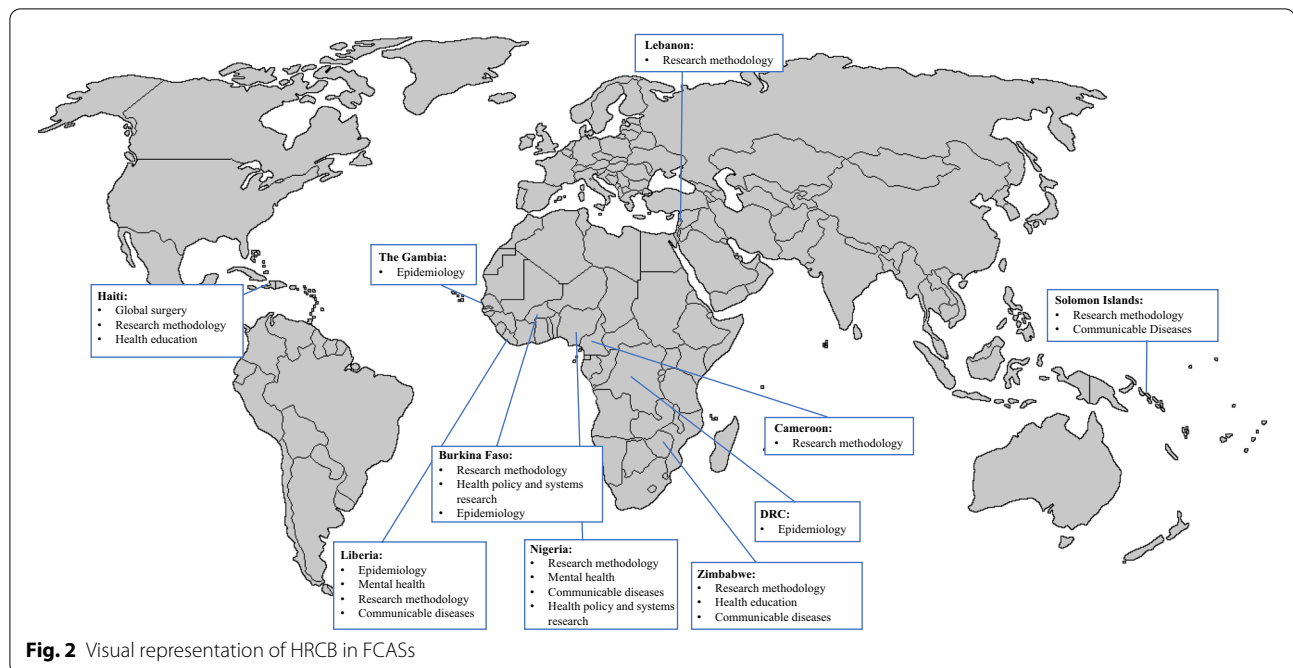 Lebanon:
• Research methodology
The Gambia:
• Epidemiology
Haiti:
• Global surgery
• Research methodology
• Health education
Solomon Islands:
• Research methodology
• Communicable Diseases
Cameroon:
• Research methodology
Burkina Faso:
• Research methodology
• Health policy and systems
research
• Epidemiology
DRC:
• Epidemiology
Liberia:
• Epidemiology
• Mental health
• Research methodology
• Communicable diseases
Nigeria:
• Research methodology
• Mental health
• Communicable diseases
• Health policy and systems
research
Zimbabwe:
• Research methodology
• Health education
• Communicable diseases
Fig. 2 Visual representation of HRCB in FCASs